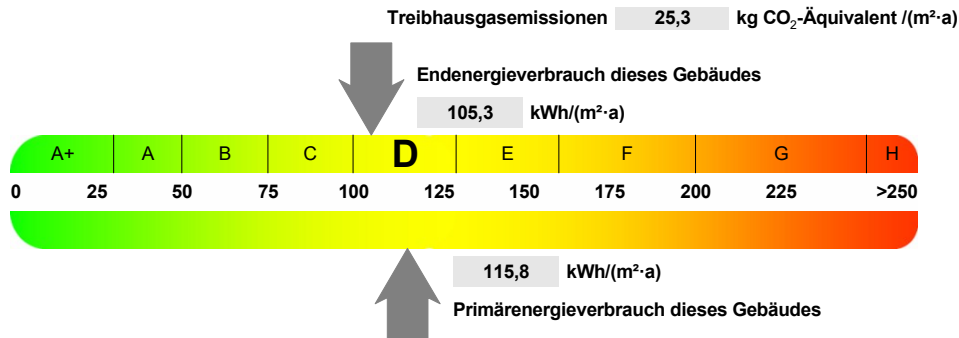 Treibhausgasemissionen 25,3 kg CO₂-Äquivalent /(m²·a)
Endenergieverbrauch dieses Gebäudes
105,3 kWh/(m²·a)
A+ A B C D E F G H
0 25 50 75 100 125 150 175 200 225 >250
115,8 kWh/(m²·a)
Primärenergieverbrauch dieses Gebäudes